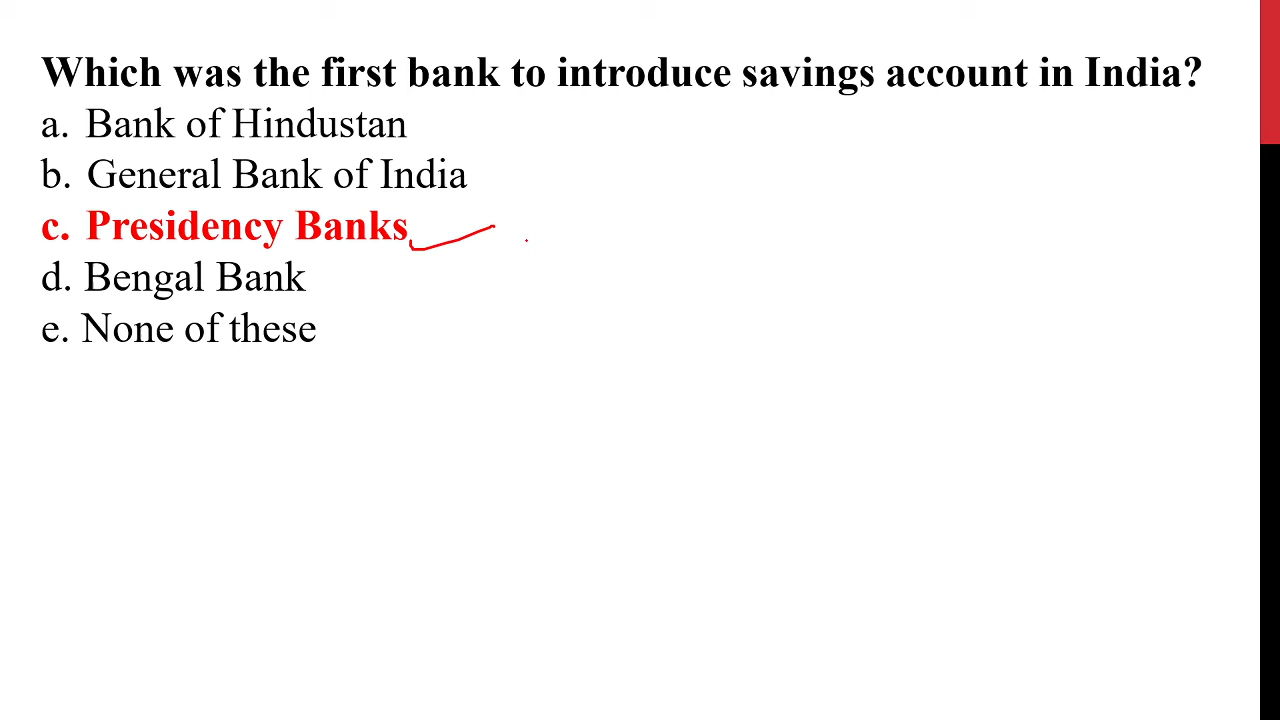 Which was the first bank to introduce savings account in India?
a. Bank of Hindustan
b. General Bank of India
c. Presidency Banks
d. Bengal Bank
e. None of these